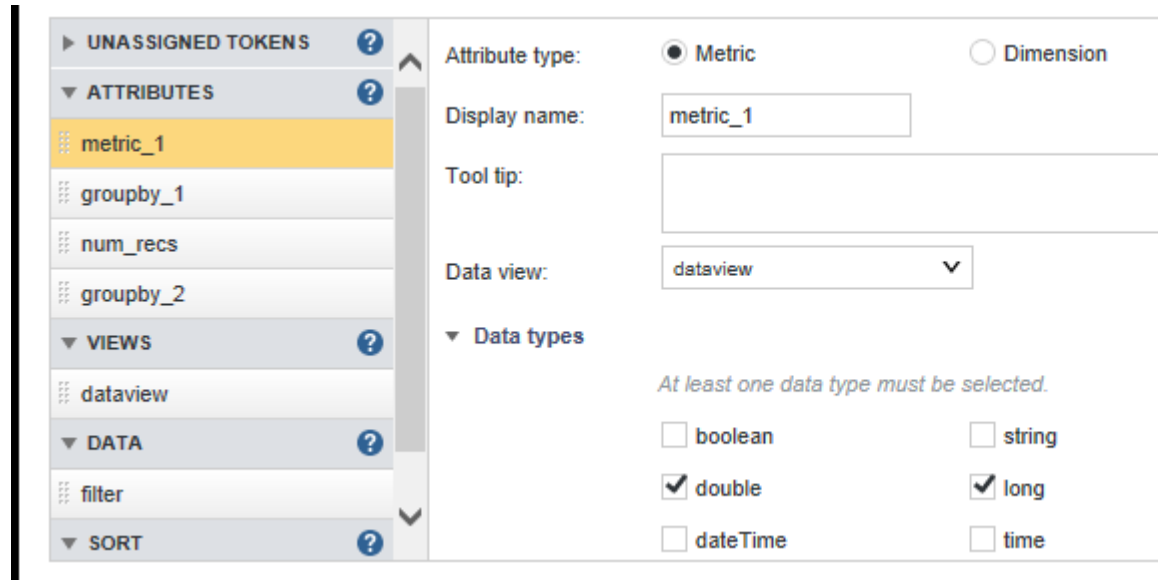 UNASSIGNED TOKENS ?
ATTRIBUTES ?
metric_1
groupby_1
num_recs
groupby_2
VIEWS ?
dataview
DATA ?
filter
SORT ?
Attribute type: Metric Dimension
Display name: metric_1
Tool tip:
Data view: dataview
Data types
At least one data type must be selected.
boolean string
double long
dateTime time